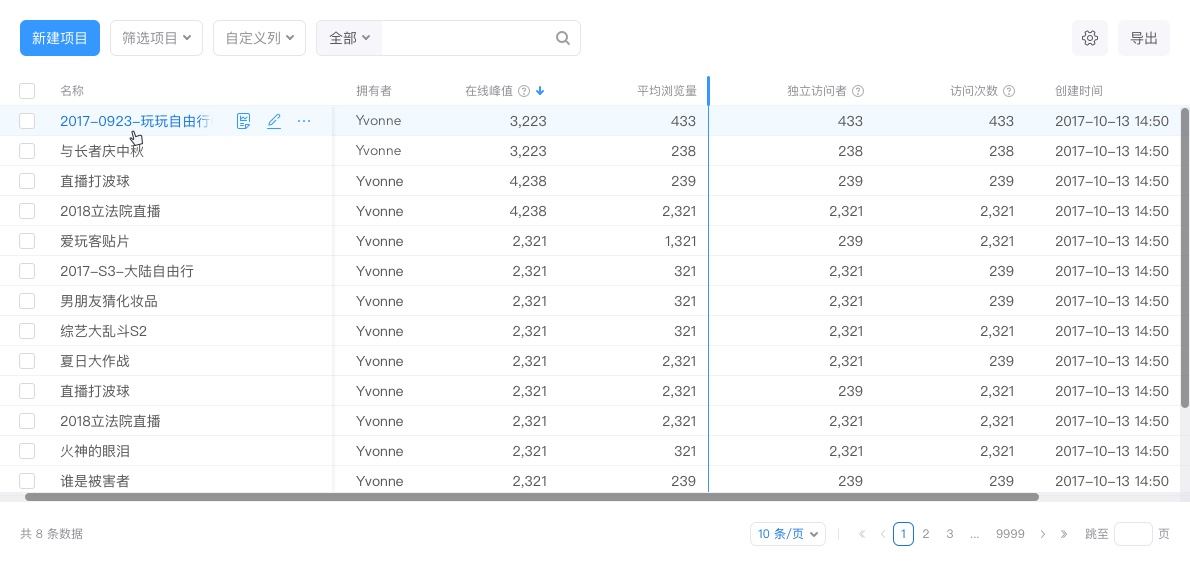 新建项目 筛选项目 自定义列 全部 导出
名称 拥有者 在线峰值 平均浏览量 独立访问者 访问次数 创建时间
2017-0923-玩玩自由行 Yvonne 3,223 433 433 433 2017-10-13 14:50
与长者庆中秋 Yvonne 3,223 238 238 238 2017-10-13 14:50
直播打波球 Yvonne 4,238 239 239 239 2017-10-13 14:50
2018立法院直播 Yvonne 4,238 2,321 2,321 2,321 2017-10-13 14:50
爱玩客贴片 Yvonne 2,321 1,321 239 2,321 2017-10-13 14:50
2017-S3-大陆自由行 Yvonne 2,321 321 2,321 239 2017-10-13 14:50
男朋友猜化妆品 Yvonne 2,321 321 2,321 239 2017-10-13 14:50
综艺大乱斗S2 Yvonne 2,321 321 2,321 2,321 2017-10-13 14:50
夏日大作战 Yvonne 2,321 2,321 2,321 239 2017-10-13 14:50
直播打波球 Yvonne 2,321 2,321 239 2,321 2017-10-13 14:50
2018立法院直播 Yvonne 2,321 2,321 2,321 2,321 2017-10-13 14:50
火神的眼泪 Yvonne 2,321 321 2,321 2,321 2017-10-13 14:50
谁是被害者 Yvonne 2,321 239 239 239 2017-10-13 14:50
共 8 条数据 10 条/页 « ‹ 1 2 3 ... 9999 › » 跳至 页